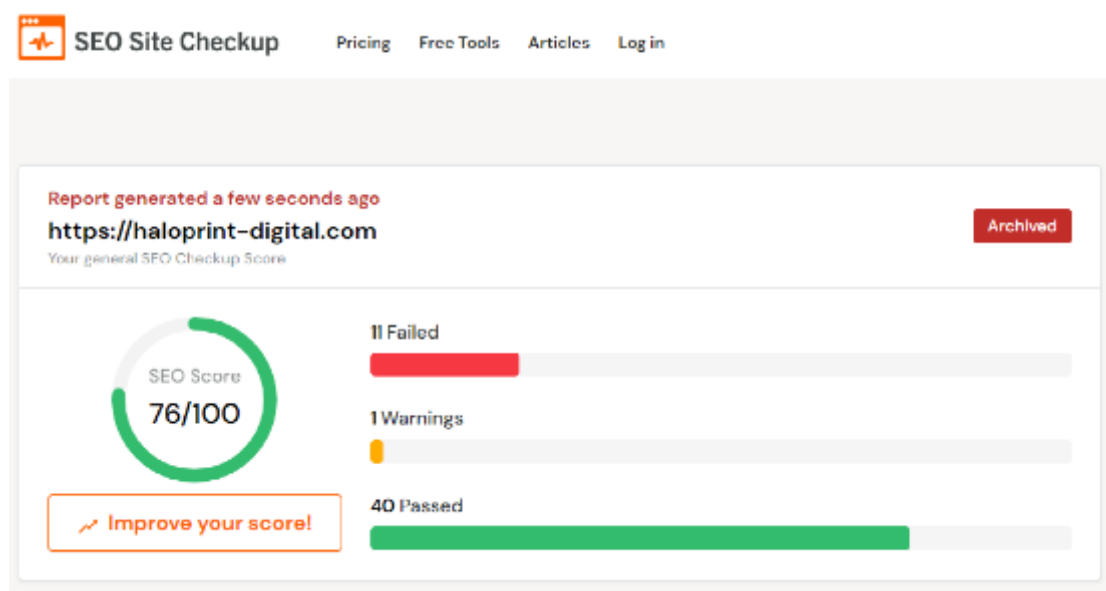 SEO Site Checkup
Pricing Free Tools Articles Log in
Report generated a few seconds ago
https://haloprint-digital.com
Archived
Your general SEO Checkup Score
SEO Score
76/100
Improve your score!
11 Failed
1 Warnings
40 Passed